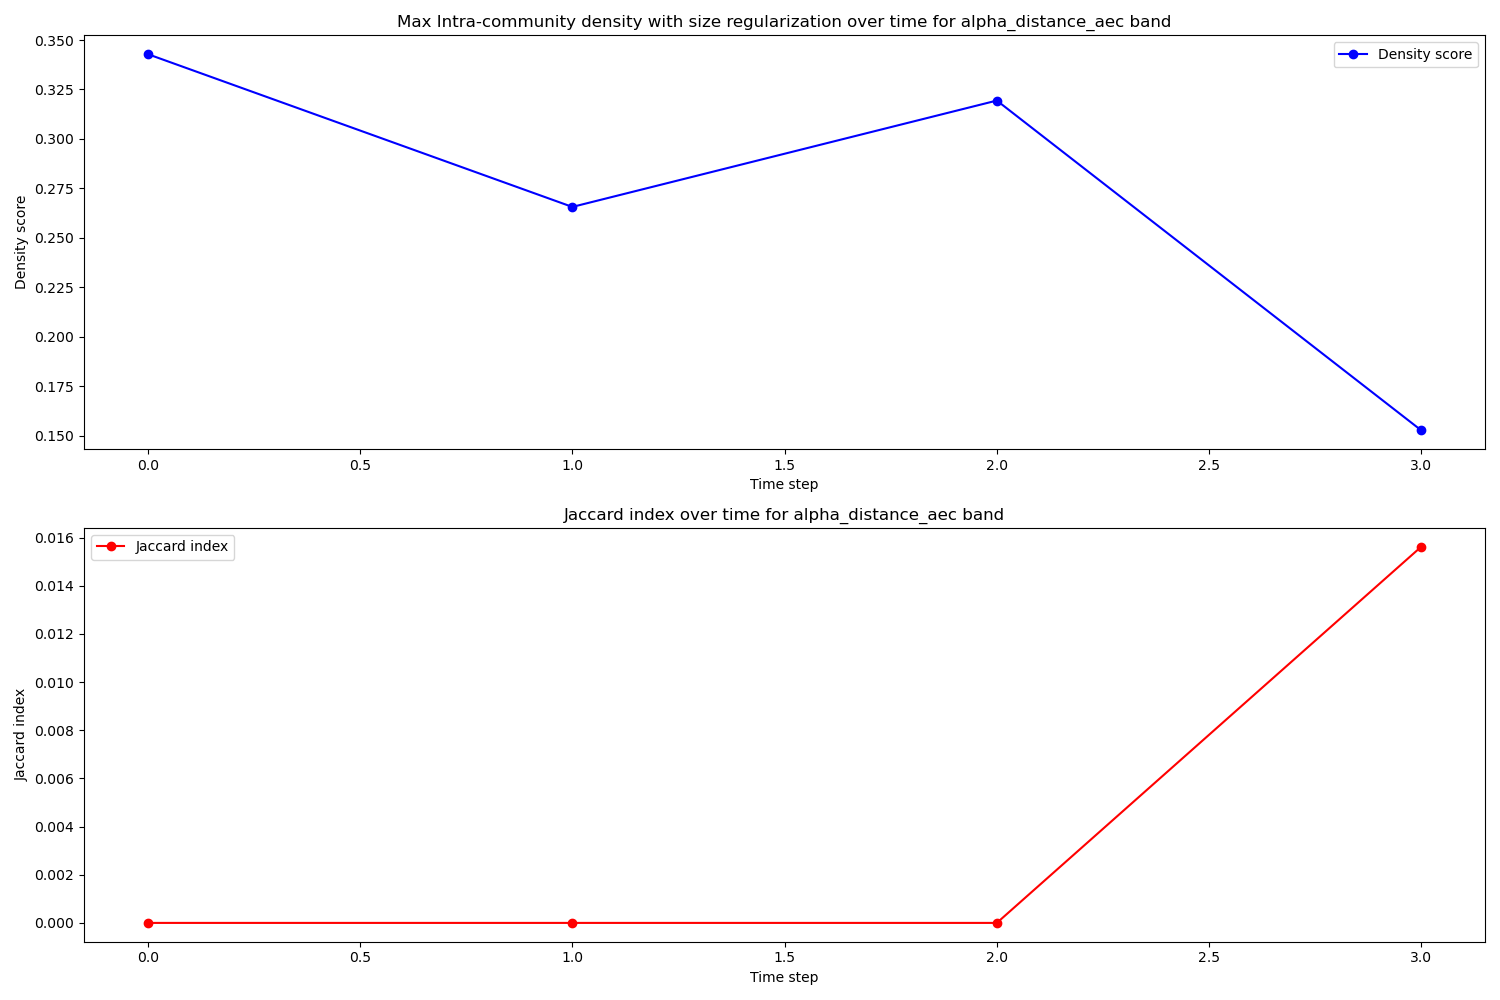 Max Intra-community density with size regularization over time for alpha_distance_aec band
Density score
0.350
0.325
0.300
0.275
0.250
0.225
0.200
0.175
0.150
Density score
0.0 0.5 1.0 1.5 2.0 2.5 3.0
Time step
Jaccard index over time for alpha_distance_aec band
Jaccard index
0.016
0.014
0.012
0.010
0.008
0.006
0.004
0.002
0.000
Jaccard index
0.0 0.5 1.0 1.5 2.0 2.5 3.0
Time step